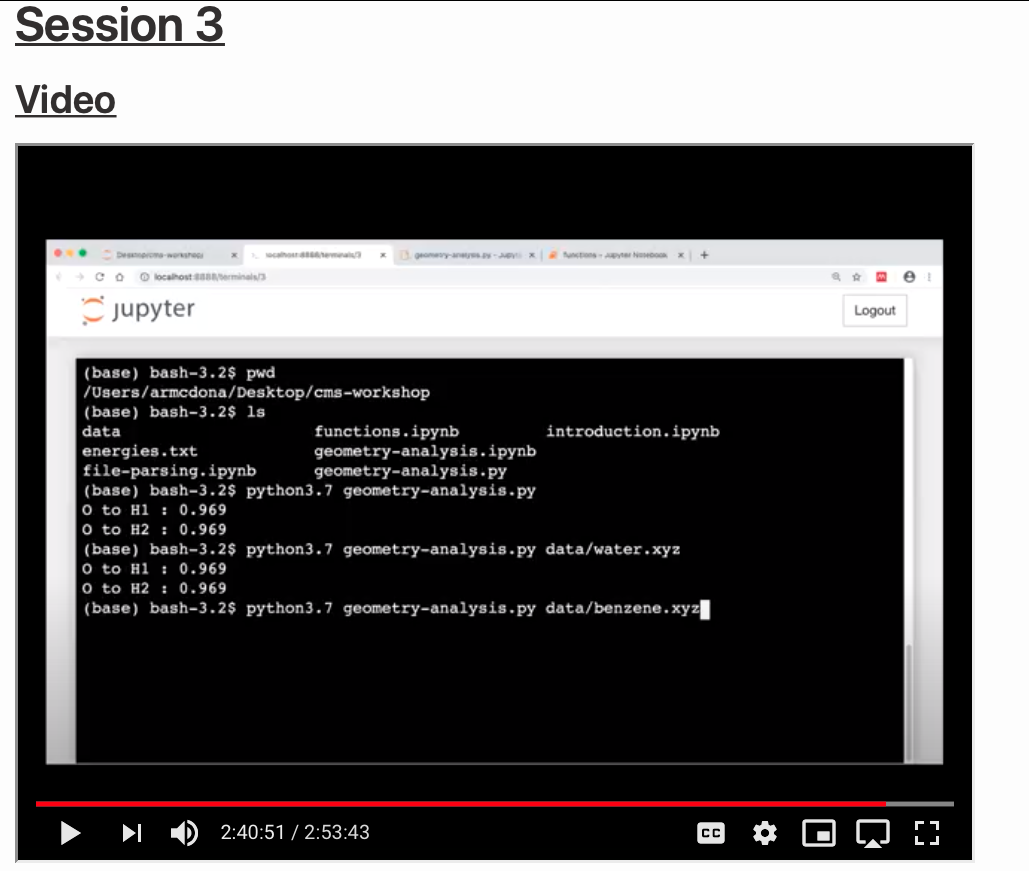 Session 3
Video
Desktop/cms-workshop/ localhost:8888/terminals/3 geometry-analysis.py - Jupyt functions - Jupyter Notebook
localhost:8888/terminals/3
jupyter Logout
(base) bash-3.2$ pwd
/Users/armcdona/Desktop/cms-workshop
(base) bash-3.2$ ls
data functions.ipynb introduction.ipynb
energies.txt geometry-analysis.ipynb
file-parsing.ipynb geometry-analysis.py
(base) bash-3.2$ python3.7 geometry-analysis.py
O to H1 : 0.969
O to H2 : 0.969
(base) bash-3.2$ python3.7 geometry-analysis.py data/water.xyz
O to H1 : 0.969
O to H2 : 0.969
(base) bash-3.2$ python3.7 geometry-analysis.py data/benzene.xyz
2:40:51 / 2:53:43 CC